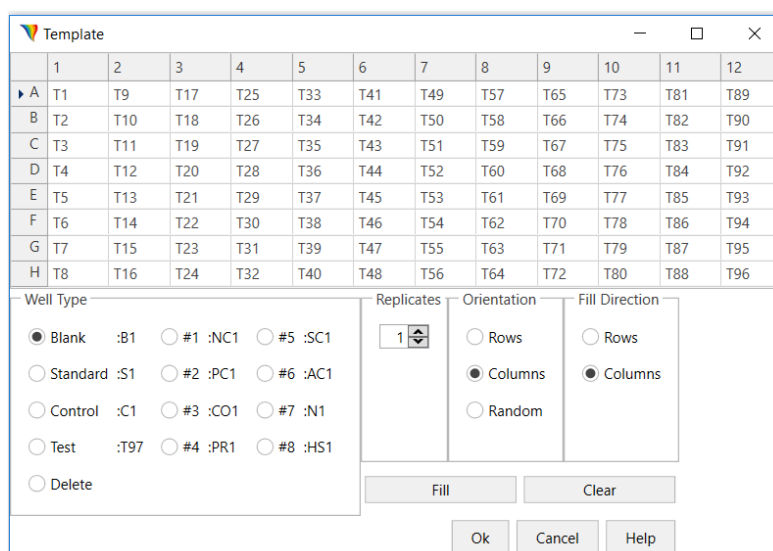 Template
1 2 3 4 5 6 7 8 9 10 11 12
A T1 T9 T17 T25 T33 T41 T49 T57 T65 T73 T81 T89
B T2 T10 T18 T26 T34 T42 T50 T58 T66 T74 T82 T90
C T3 T11 T19 T27 T35 T43 T51 T59 T67 T75 T83 T91
D T4 T12 T20 T28 T36 T44 T52 T60 T68 T76 T84 T92
E T5 T13 T21 T29 T37 T45 T53 T61 T69 T77 T85 T93
F T6 T14 T22 T30 T38 T46 T54 T62 T70 T78 T86 T94
G T7 T15 T23 T31 T39 T47 T55 T63 T71 T79 T87 T95
H T8 T16 T24 T32 T40 T48 T56 T64 T72 T80 T88 T96
Well Type Replicates Orientation Fill Direction
Blank :B1 #1 :NC1 #5 :SC1 1 Rows Rows
Standard :S1 #2 :PC1 #6 :AC1 Columns Columns
Control :C1 #3 :CO1 #7 :N1 Random
Test :T97 #4 :PR1 #8 :HS1
Delete
Fill Clear
Ok Cancel Help